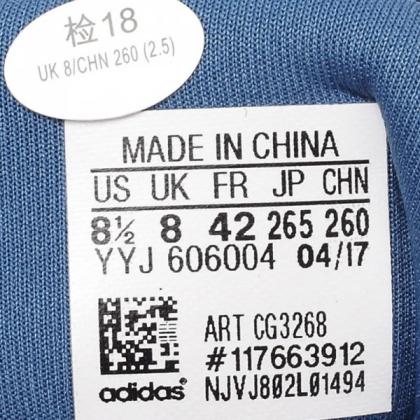 检18
UK 8/CHN 260 (2.5)
MADE IN CHINA
US UK FR JP CHN
8½ 8 42 265 260
YYJ 606004 04/17
ART CG3268
#117663912
adidas NJVJ802L01494